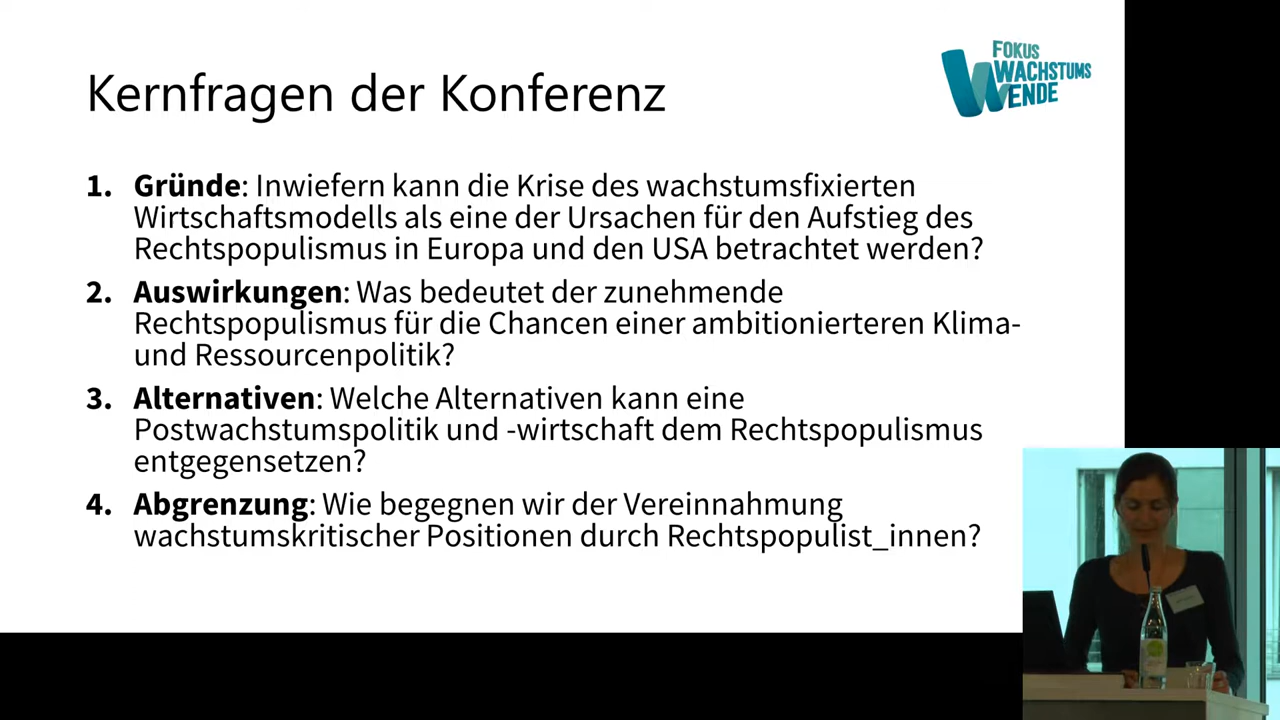 Kernfragen der Konferenz
FOKUS
WACHSTUMS
WENDE
1. Gründe: Inwiefern kann die Krise des wachstumsfixierten
Wirtschaftsmodells als eine der Ursachen für den Aufstieg des
Rechtspopulismus in Europa und den USA betrachtet werden?
2. Auswirkungen: Was bedeutet der zunehmende
Rechtspopulismus für die Chancen einer ambitionierteren Klima-
und Ressourcenpolitik?
3. Alternativen: Welche Alternativen kann eine
Postwachstumspolitik und -wirtschaft dem Rechtspopulismus
entgegensetzen?
4. Abgrenzung: Wie begegnen wir der Vereinnahmung
wachstumskritischer Positionen durch Rechtspopulist_innen?